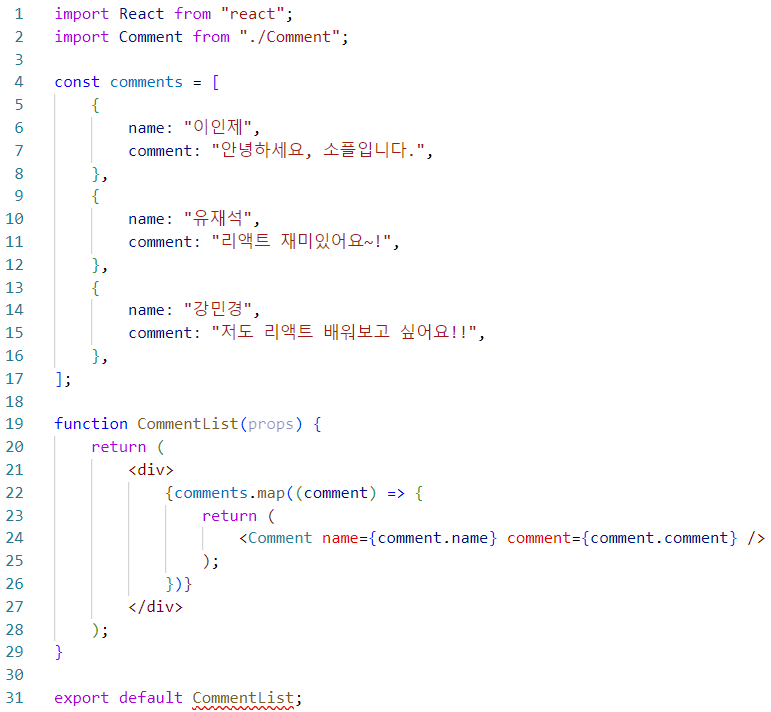 1 import React from "react";
2 import Comment from "./Comment";
3
4 const comments = [
5     {
6         name: "이인제",
7         comment: "안녕하세요, 소플입니다.",
8     },
9     {
10         name: "유재석",
11         comment: "리액트 재미있어요~!",
12     },
13     {
14         name: "강민경",
15         comment: "저도 리액트 배워보고 싶어요!!",
16     },
17 ];
18
19 function CommentList(props) {
20     return (
21         <div>
22             {comments.map((comment) => {
23                 return (
24                     <Comment name={comment.name} comment={comment.comment} />
25                 );
26             })}
27         </div>
28     );
29 }
30
31 export default CommentList;